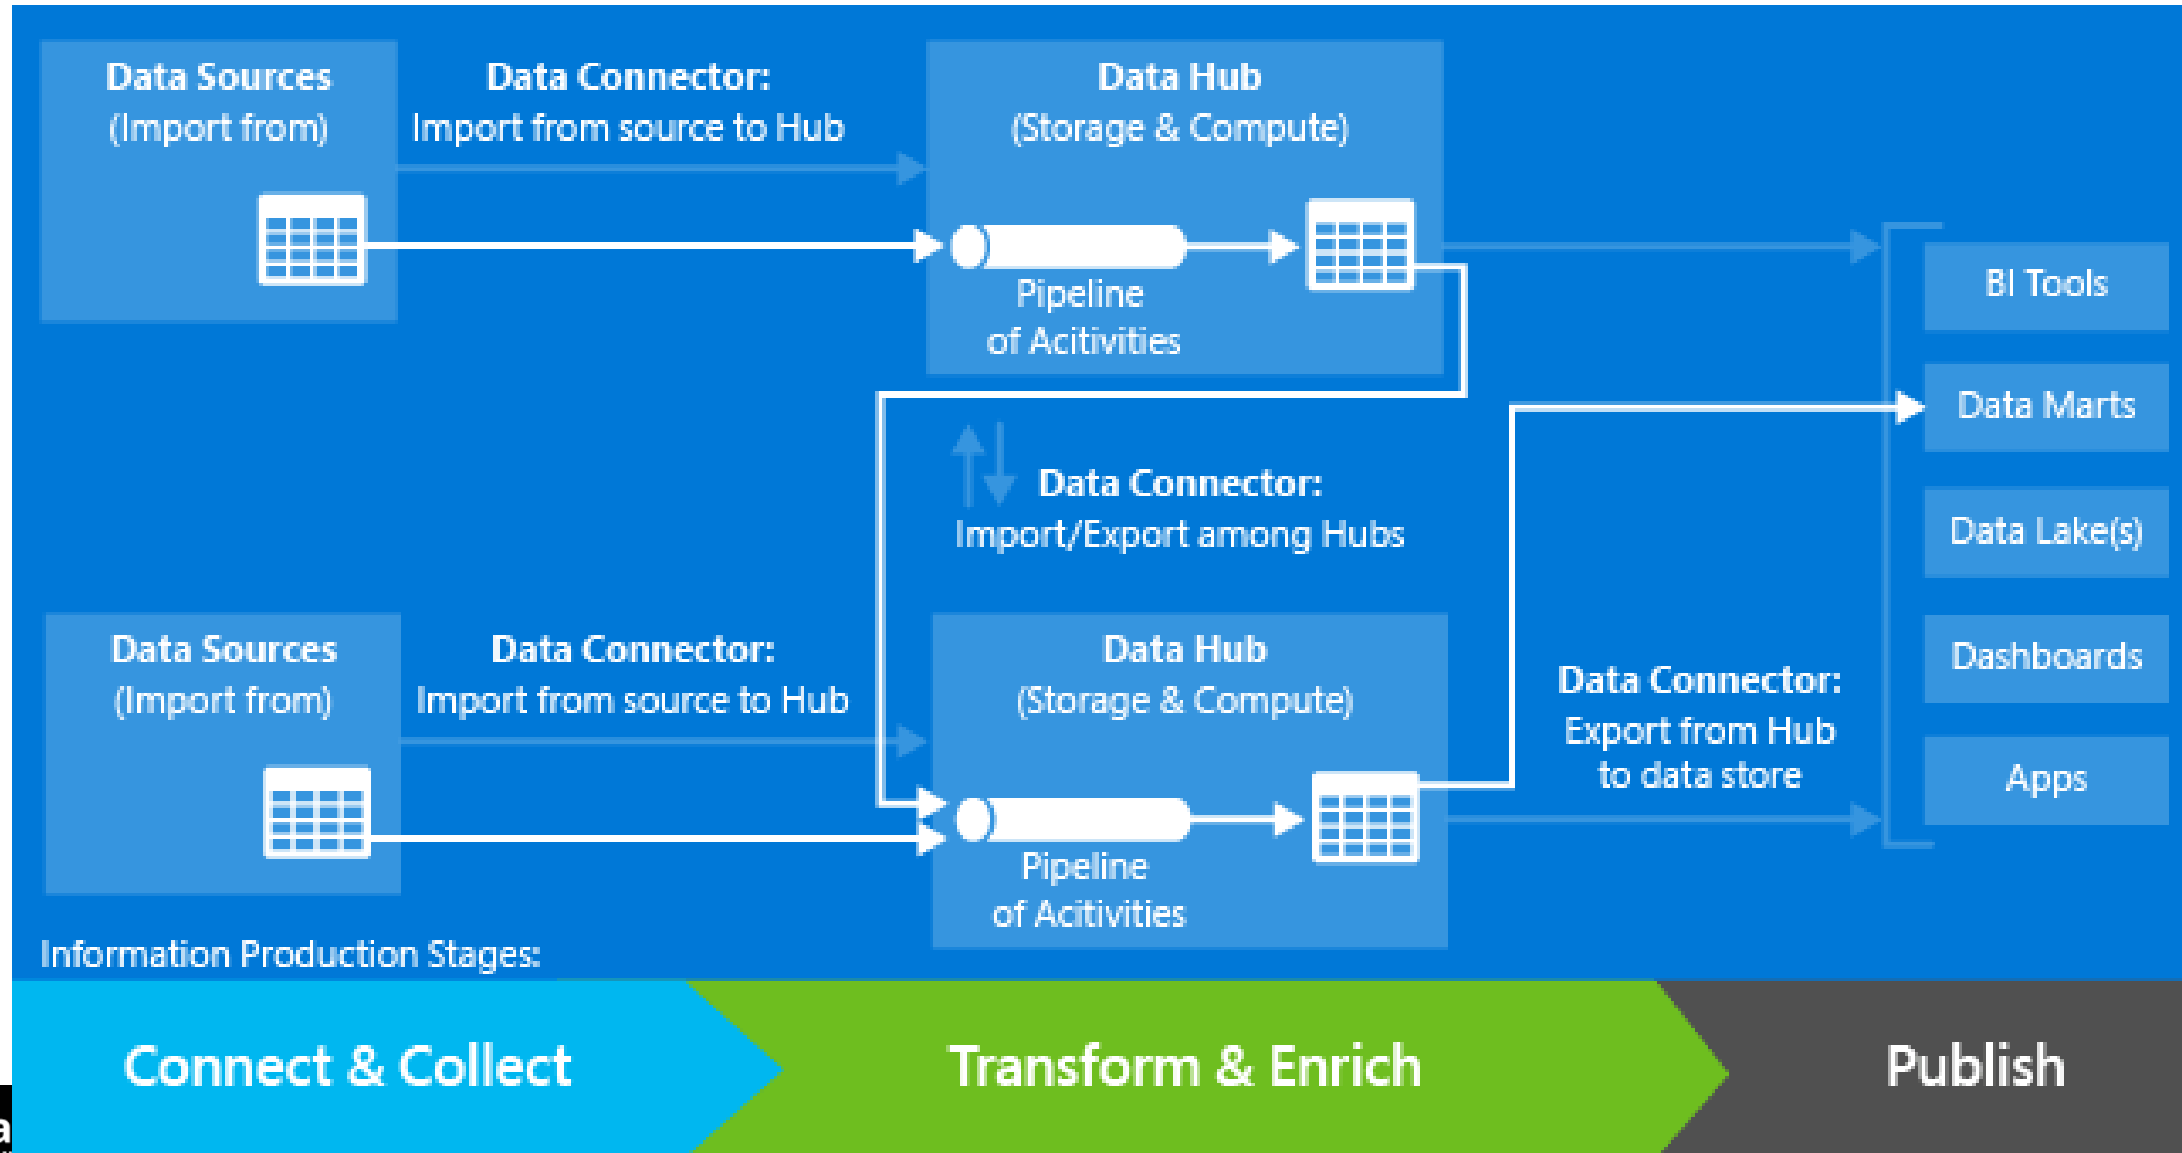 Data Sources
(Import from)
Data Connector:
Import from source to Hub
Data Hub
(Storage & Compute)
Pipeline
of Acitivities
BI Tools
Data Marts
Data Lake(s)
Dashboards
Apps
Data Connector:
Import/Export among Hubs
Data Sources
(Import from)
Data Connector:
Import from source to Hub
Data Hub
(Storage & Compute)
Pipeline
of Acitivities
Data Connector:
Export from Hub
to data store
Information Production Stages:
Connect & Collect
Transform & Enrich
Publish